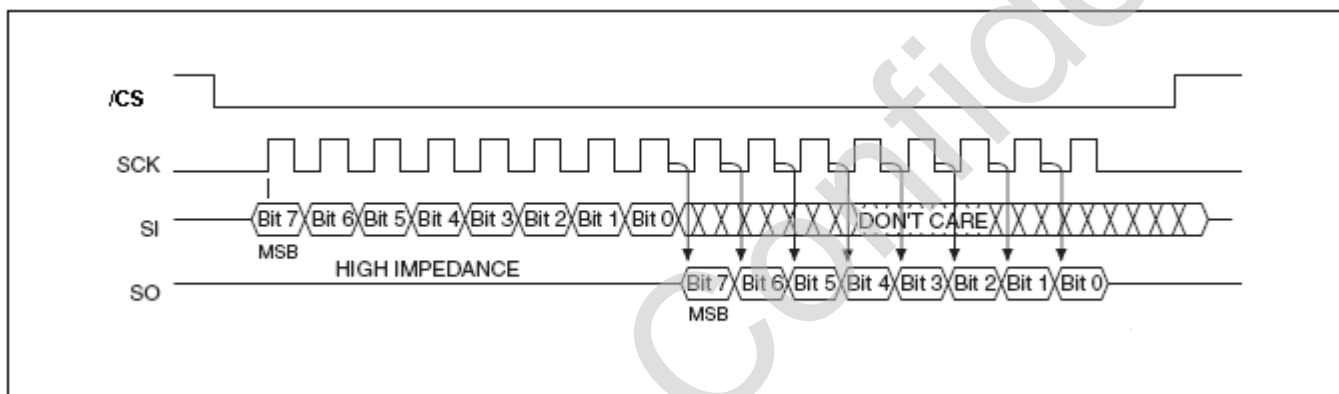 /CS
SCK
SI Bit 7 Bit 6 Bit 5 Bit 4 Bit 3 Bit 2 Bit 1 Bit 0 DON'T CARE
MSB
HIGH IMPEDANCE
SO Bit 7 Bit 6 Bit 5 Bit 4 Bit 3 Bit 2 Bit 1 Bit 0
MSB